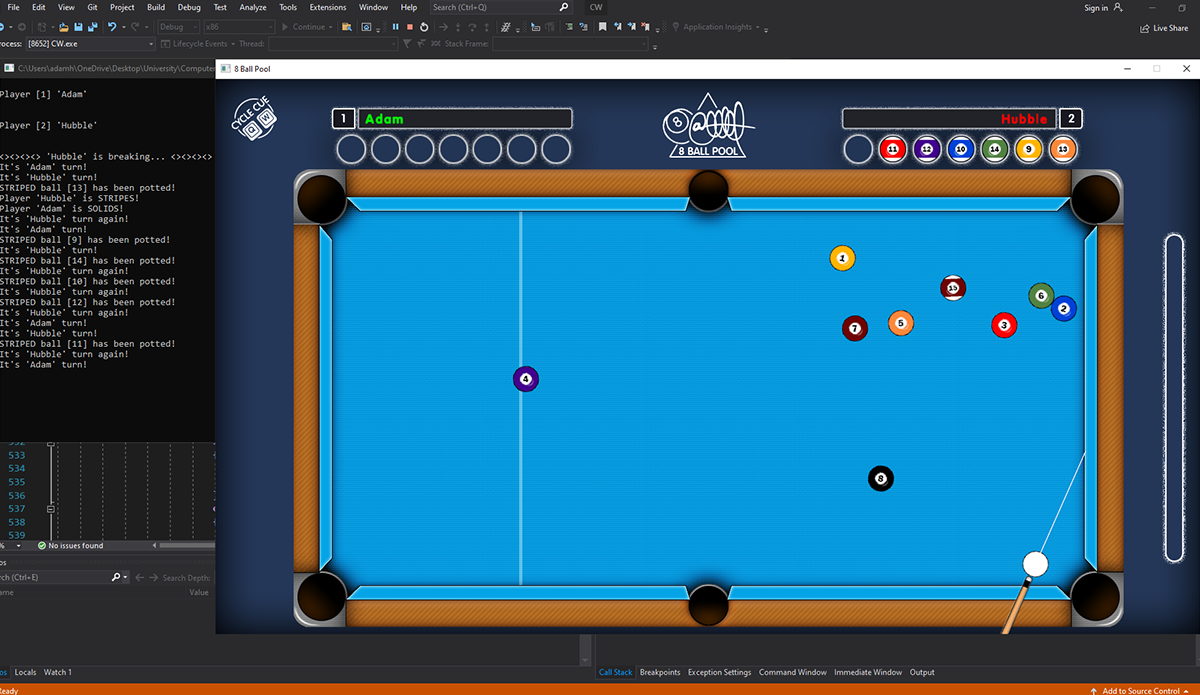 File Edit View Git Project Build Debug Test Analyze Tools Extensions Window Help Search (Ctrl+Q) CW Sign in
Debug x86 Continue Application Insights Live Share
rocess: [8652] CW.exe Lifecycle Events Thread: Stack Frame:
C:\Users\adamh\OneDrive\Desktop\University\Computer
8 Ball Pool
Player [1] 'Adam'
Player [2] 'Hubble'
<><><><> 'Hubble' is breaking... <><><><>
It's 'Adam' turn!
It's 'Hubble' turn!
STRIPED ball [13] has been potted!
Player 'Hubble' is STRIPES!
Player 'Adam' is SOLIDS!
It's 'Hubble' turn again!
It's 'Adam' turn!
STRIPED ball [9] has been potted!
It's 'Hubble' turn!
STRIPED ball [14] has been potted!
It's 'Hubble' turn again!
STRIPED ball [10] has been potted!
It's 'Hubble' turn again!
STRIPED ball [12] has been potted!
It's 'Hubble' turn again!
It's 'Adam' turn!
It's 'Hubble' turn!
STRIPED ball [11] has been potted!
It's 'Hubble' turn again!
It's 'Adam' turn!
CYCLE CUE
1 Adam
8
8 BALL POOL
Hubble 2
11 12 10 14 9 13
1
15
6
2
7
5
3
4
8
533
534
535
536
537
538
539
% No issues found
rch (Ctrl+E) Search Depth:
ame Value
os Locals Watch 1
Call Stack Breakpoints Exception Settings Command Window Immediate Window Output
Ready Add to Source Control